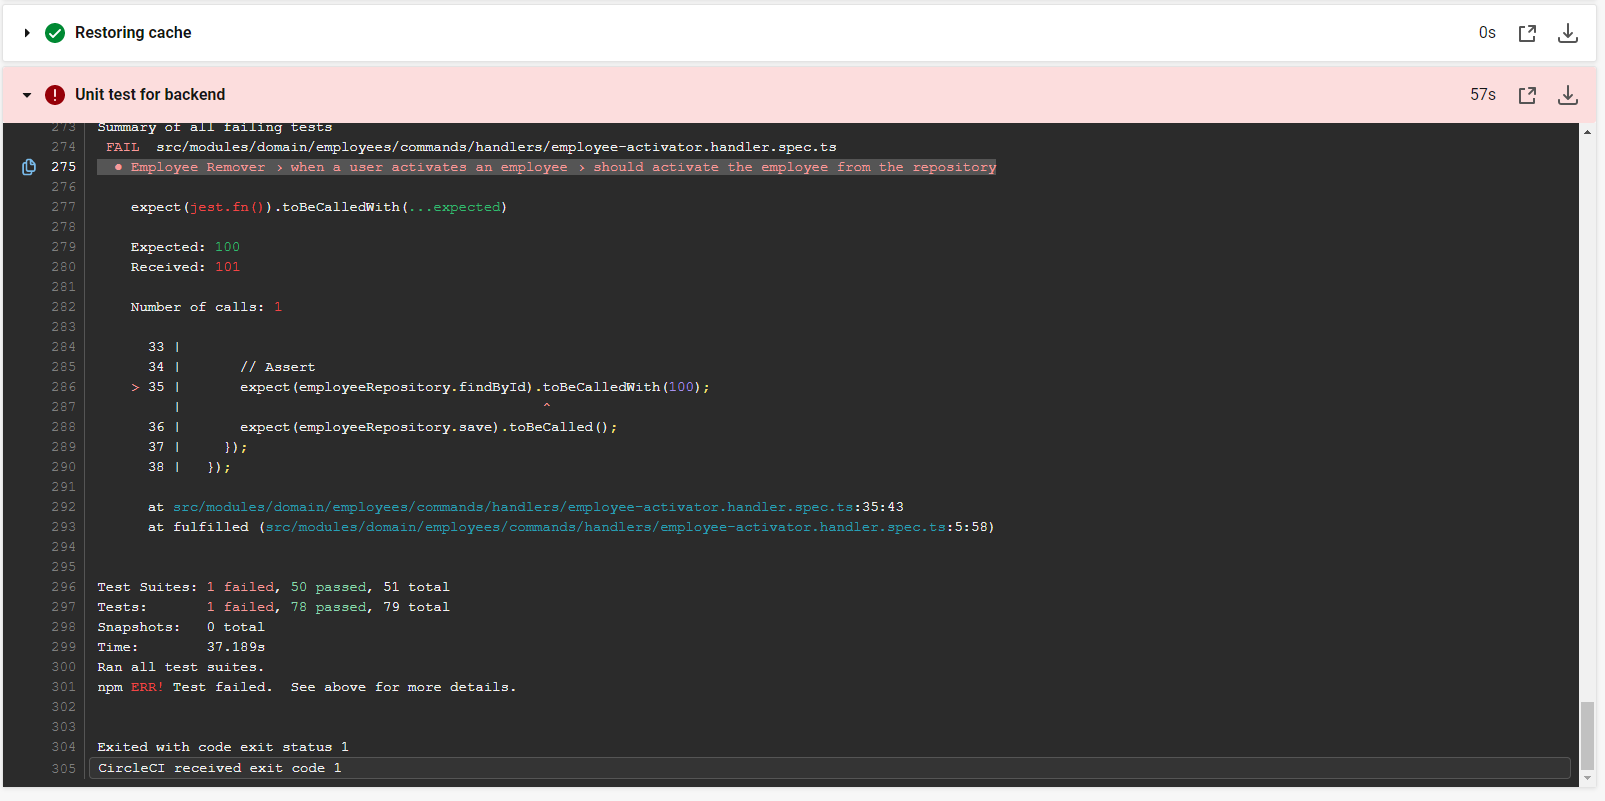 Restoring cache 0s
Unit test for backend 57s
273 Summary of all failing tests
274 FAIL src/modules/domain/employees/commands/handlers/employee-activator.handler.spec.ts
275 ● Employee Remover › when a user activates an employee › should activate the employee from the repository
276
277 expect(jest.fn()).toBeCalledWith(...expected)
278
279 Expected: 100
280 Received: 101
281
282 Number of calls: 1
283
284 33 |
285 34 | // Assert
286 > 35 | expect(employeeRepository.findById).toBeCalledWith(100);
287 | ^
288 36 | expect(employeeRepository.save).toBeCalled();
289 37 | });
290 38 | });
291
292 at src/modules/domain/employees/commands/handlers/employee-activator.handler.spec.ts:35:43
293 at fulfilled (src/modules/domain/employees/commands/handlers/employee-activator.handler.spec.ts:5:58)
294
295
296 Test Suites: 1 failed, 50 passed, 51 total
297 Tests: 1 failed, 78 passed, 79 total
298 Snapshots: 0 total
299 Time: 37.189s
300 Ran all test suites.
301 npm ERR! Test failed. See above for more details.
302
303
304 Exited with code exit status 1
305 CircleCI received exit code 1